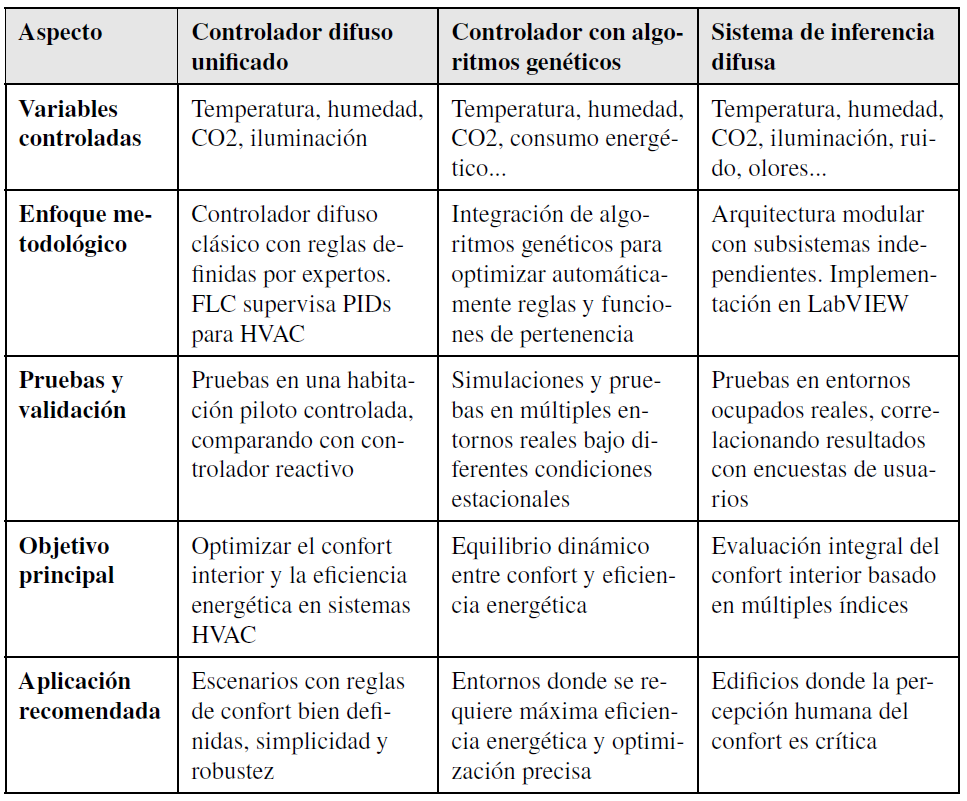 Aspecto
Controlador difuso
unificado
Controlador con algo-
ritmos genéticos
Sistema de inferencia
difusa
Variables
controladas
Temperatura, humedad,
CO2, iluminación
Temperatura, humedad,
CO2, consumo energé-
tico...
Temperatura, humedad,
CO2, iluminación, rui-
do, olores...
Enfoque me-
todológico
Controlador difuso
clásico con reglas de-
finidas por expertos.
FLC supervisa PIDs
para HVAC
Integración de algo-
ritmos genéticos para
optimizar automática-
mente reglas y funcio-
nes de pertenencia
Arquitectura modular
con subsistemas inde-
pendientes. Implemen-
tación en LabVIEW
Pruebas y
validación
Pruebas en una habita-
ción piloto controlada,
comparando con con-
trolador reactivo
Simulaciones y prue-
bas en múltiples en-
tornos reales bajo di-
ferentes condiciones
estacionales
Pruebas en entornos
ocupados reales, corre-
lacionando resultados
con encuestas de usua-
rios
Objetivo
principal
Optimizar el confort
interior y la eficiencia
energética en sistemas
HVAC
Equilibrio dinámico
entre confort y eficien-
cia energética
Evaluación integral del
confort interior basado
en múltiples índices
Aplicación
recomendada
Escenarios con reglas
de confort bien defi-
nidas, simplicidad y
robustez
Entornos donde se re-
quiere máxima eficien-
cia energética y optimi-
zación precisa
Edificios donde la per-
cepción humana del
confort es crítica